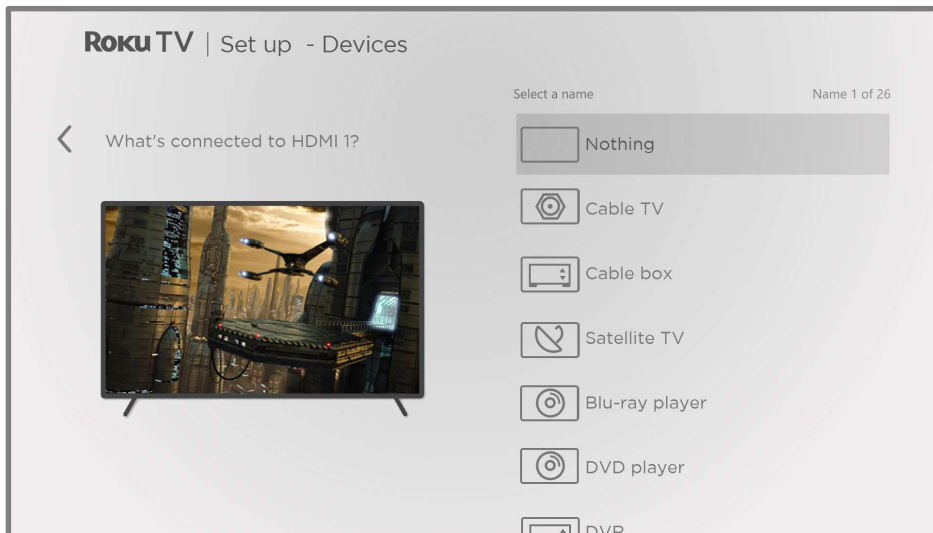 Roku TV | Set up - Devices
Select a name
Name 1 of 26
What's connected to HDMI 1?
Nothing
Cable TV
Cable box
Satellite TV
Blu-ray player
DVD player
DVR